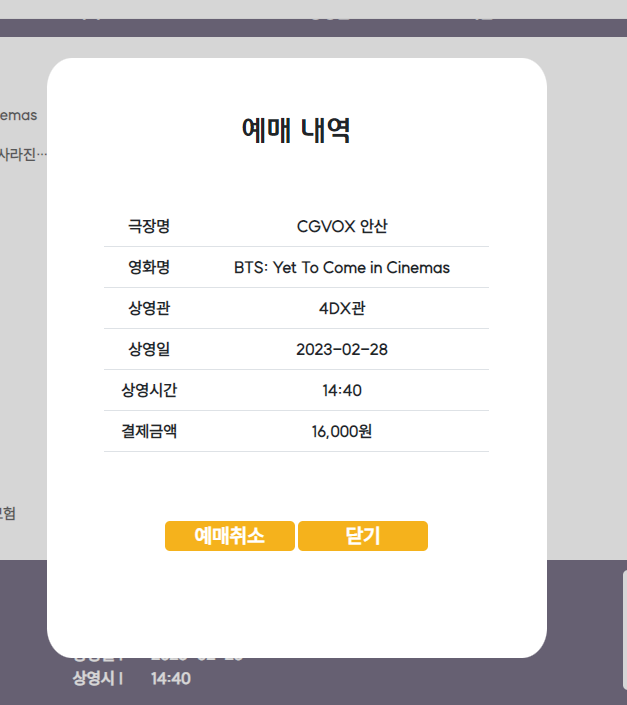 emas
사라진…
예매 내역
극장명 CGVOX 안산
영화명 BTS: Yet To Come in Cinemas
상영관 4DX관
상영일 2023-02-28
상영시간 14:40
결제금액 16,000원
험
예매취소 닫기
상영시 | 14:40